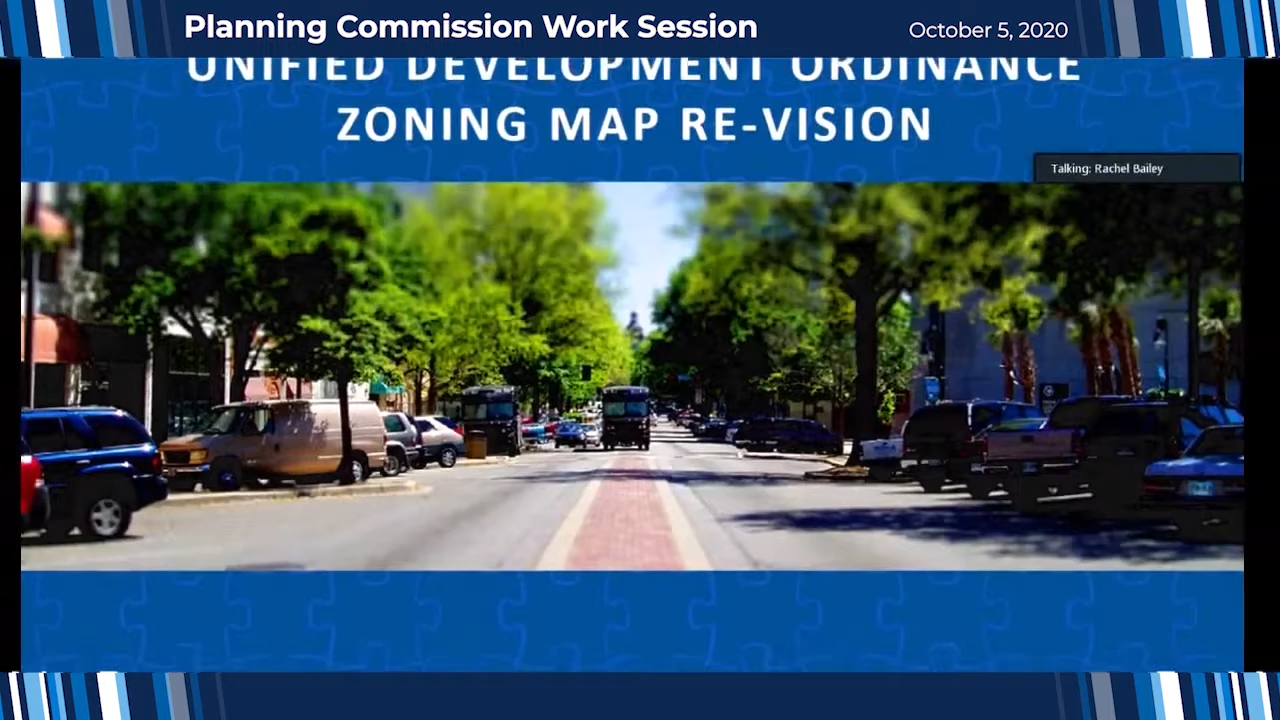 Planning Commission Work Session
October 5, 2020
UNIFIED DEVELOPMENT ORDINANCE
ZONING MAP RE-VISION
Talking: Rachel Bailey